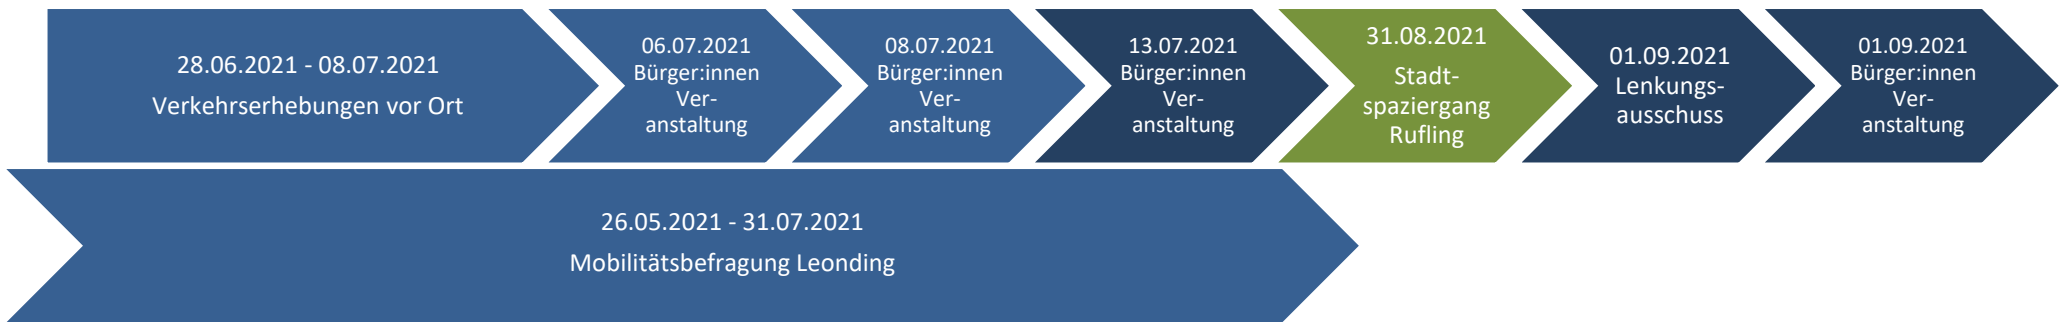 28.06.2021 - 08.07.2021
Verkehrserhebungen vor Ort
06.07.2021
Bürger:innen
Ver-
anstaltung
08.07.2021
Bürger:innen
Ver-
anstaltung
13.07.2021
Bürger:innen
Ver-
anstaltung
31.08.2021
Stadt-
spaziergang
Rufling
01.09.2021
Lenkungs-
ausschuss
01.09.2021
Bürger:innen
Ver-
anstaltung
26.05.2021 - 31.07.2021
Mobilitätsbefragung Leonding